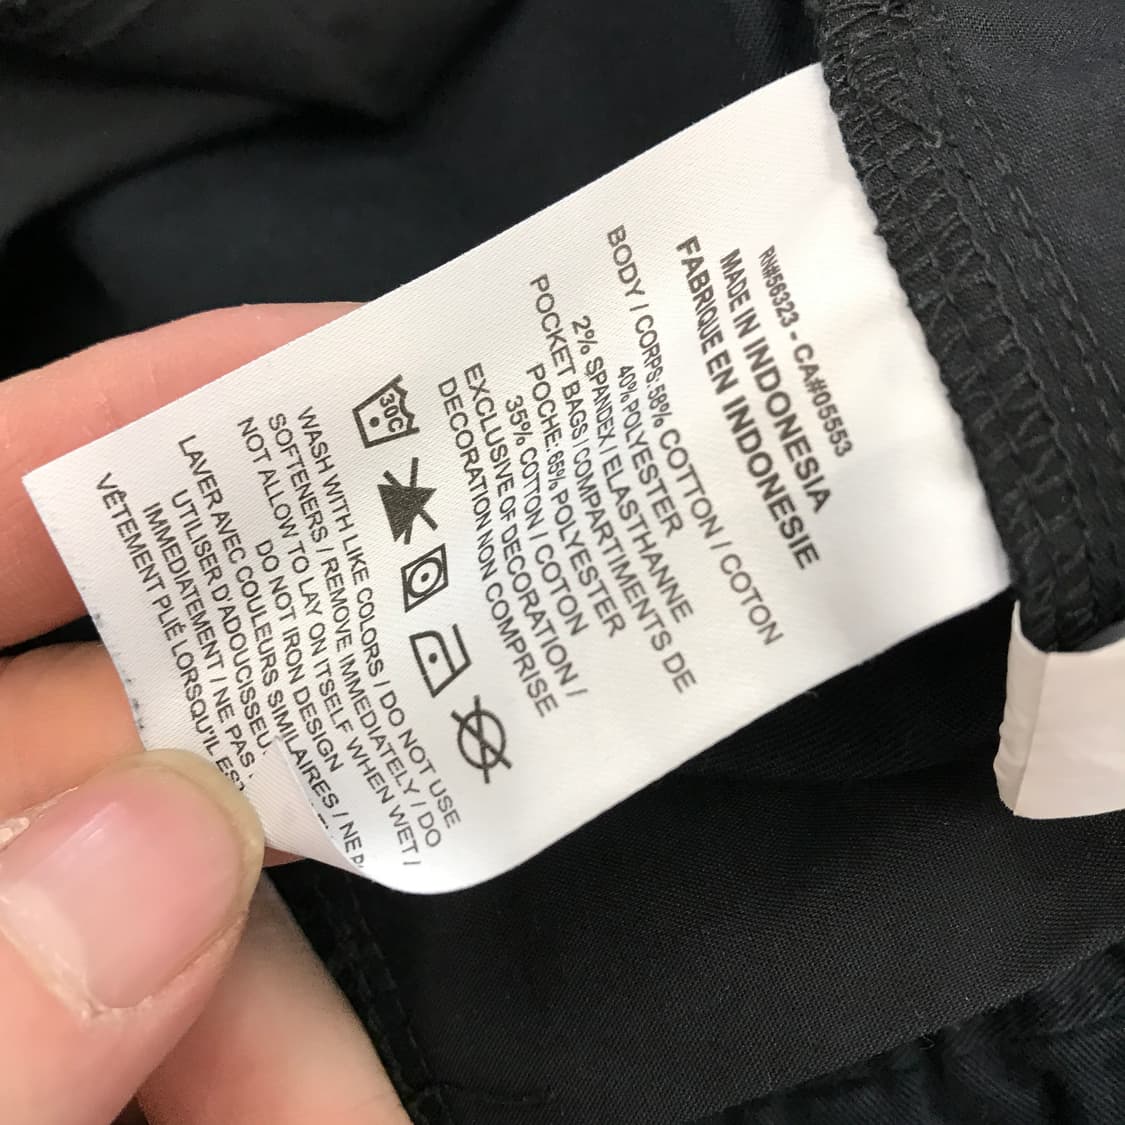 RN#56323 - CA#05553
MADE IN INDONESIA
FABRIQUE EN INDONESIE
BODY / CORPS: 58% COTTON / COTON
40% POLYESTER
2% SPANDEX / ELASTHANNE
POCKET BAGS / COMPARTIMENTS DE
POCHE: 65% POLYESTER
35% COTTON / COTON
EXCLUSIVE OF DECORATION /
DECORATION NON COMPRISE
30C
WASH WITH LIKE COLORS / DO NOT USE
SOFTENERS / REMOVE IMMEDIATELY / DO
NOT ALLOW TO LAY ON ITSELF WHEN WET /
DO NOT IRON DESIGN
LAVER AVEC COULEURS SIMILAIRES / NE
UTILISER D'ADOUCISSEU
IMMEDIATEMENT / NE PAS
VÊTEMENT PLIÉ LORSQU'IL